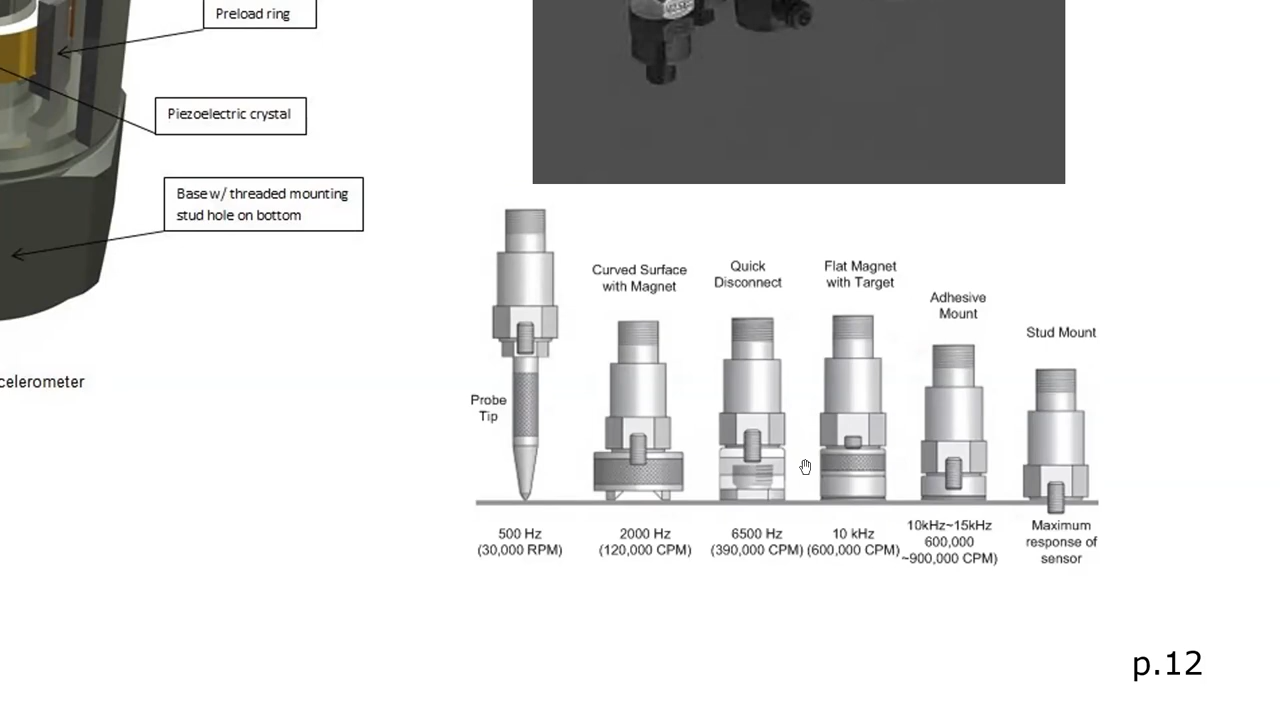 Preload ring
Piezoelectric crystal
Base w/ threaded mounting
stud hole on bottom
celerometer
Curved Surface
with Magnet
Quick
Disconnect
Flat Magnet
with Target
Adhesive
Mount
Stud Mount
Probe
Tip
500 Hz
(30,000 RPM)
2000 Hz
(120,000 CPM)
6500 Hz
(390,000 CPM)
10 kHz
(600,000 CPM)
10kHz~15kHz
600,000
~900,000 CPM)
Maximum
response of
sensor
p.12